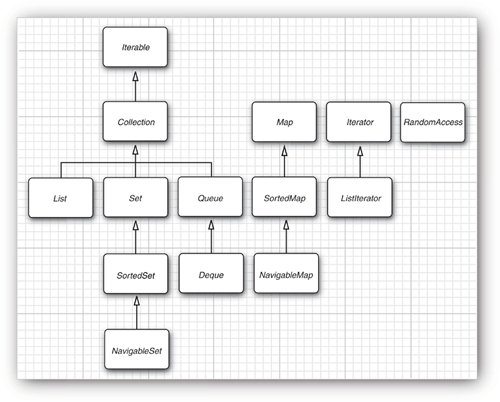 Iterable
Collection
Map
Iterator
RandomAccess
List
Set
Queue
SortedMap
ListIterator
SortedSet
Deque
NavigableMap
NavigableSet